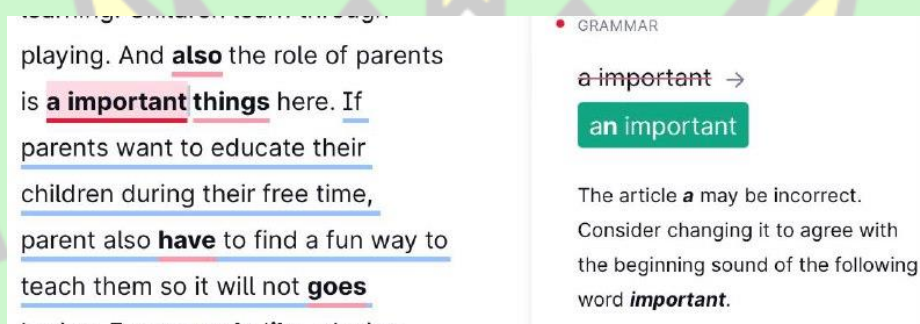 playing. And also the role of parents
is a important things here. If
parents want to educate their
children during their free time,
parent also have to find a fun way to
teach them so it will not goes
GRAMMAR
a important →
an important
The article a may be incorrect.
Consider changing it to agree with
the beginning sound of the following
word important.